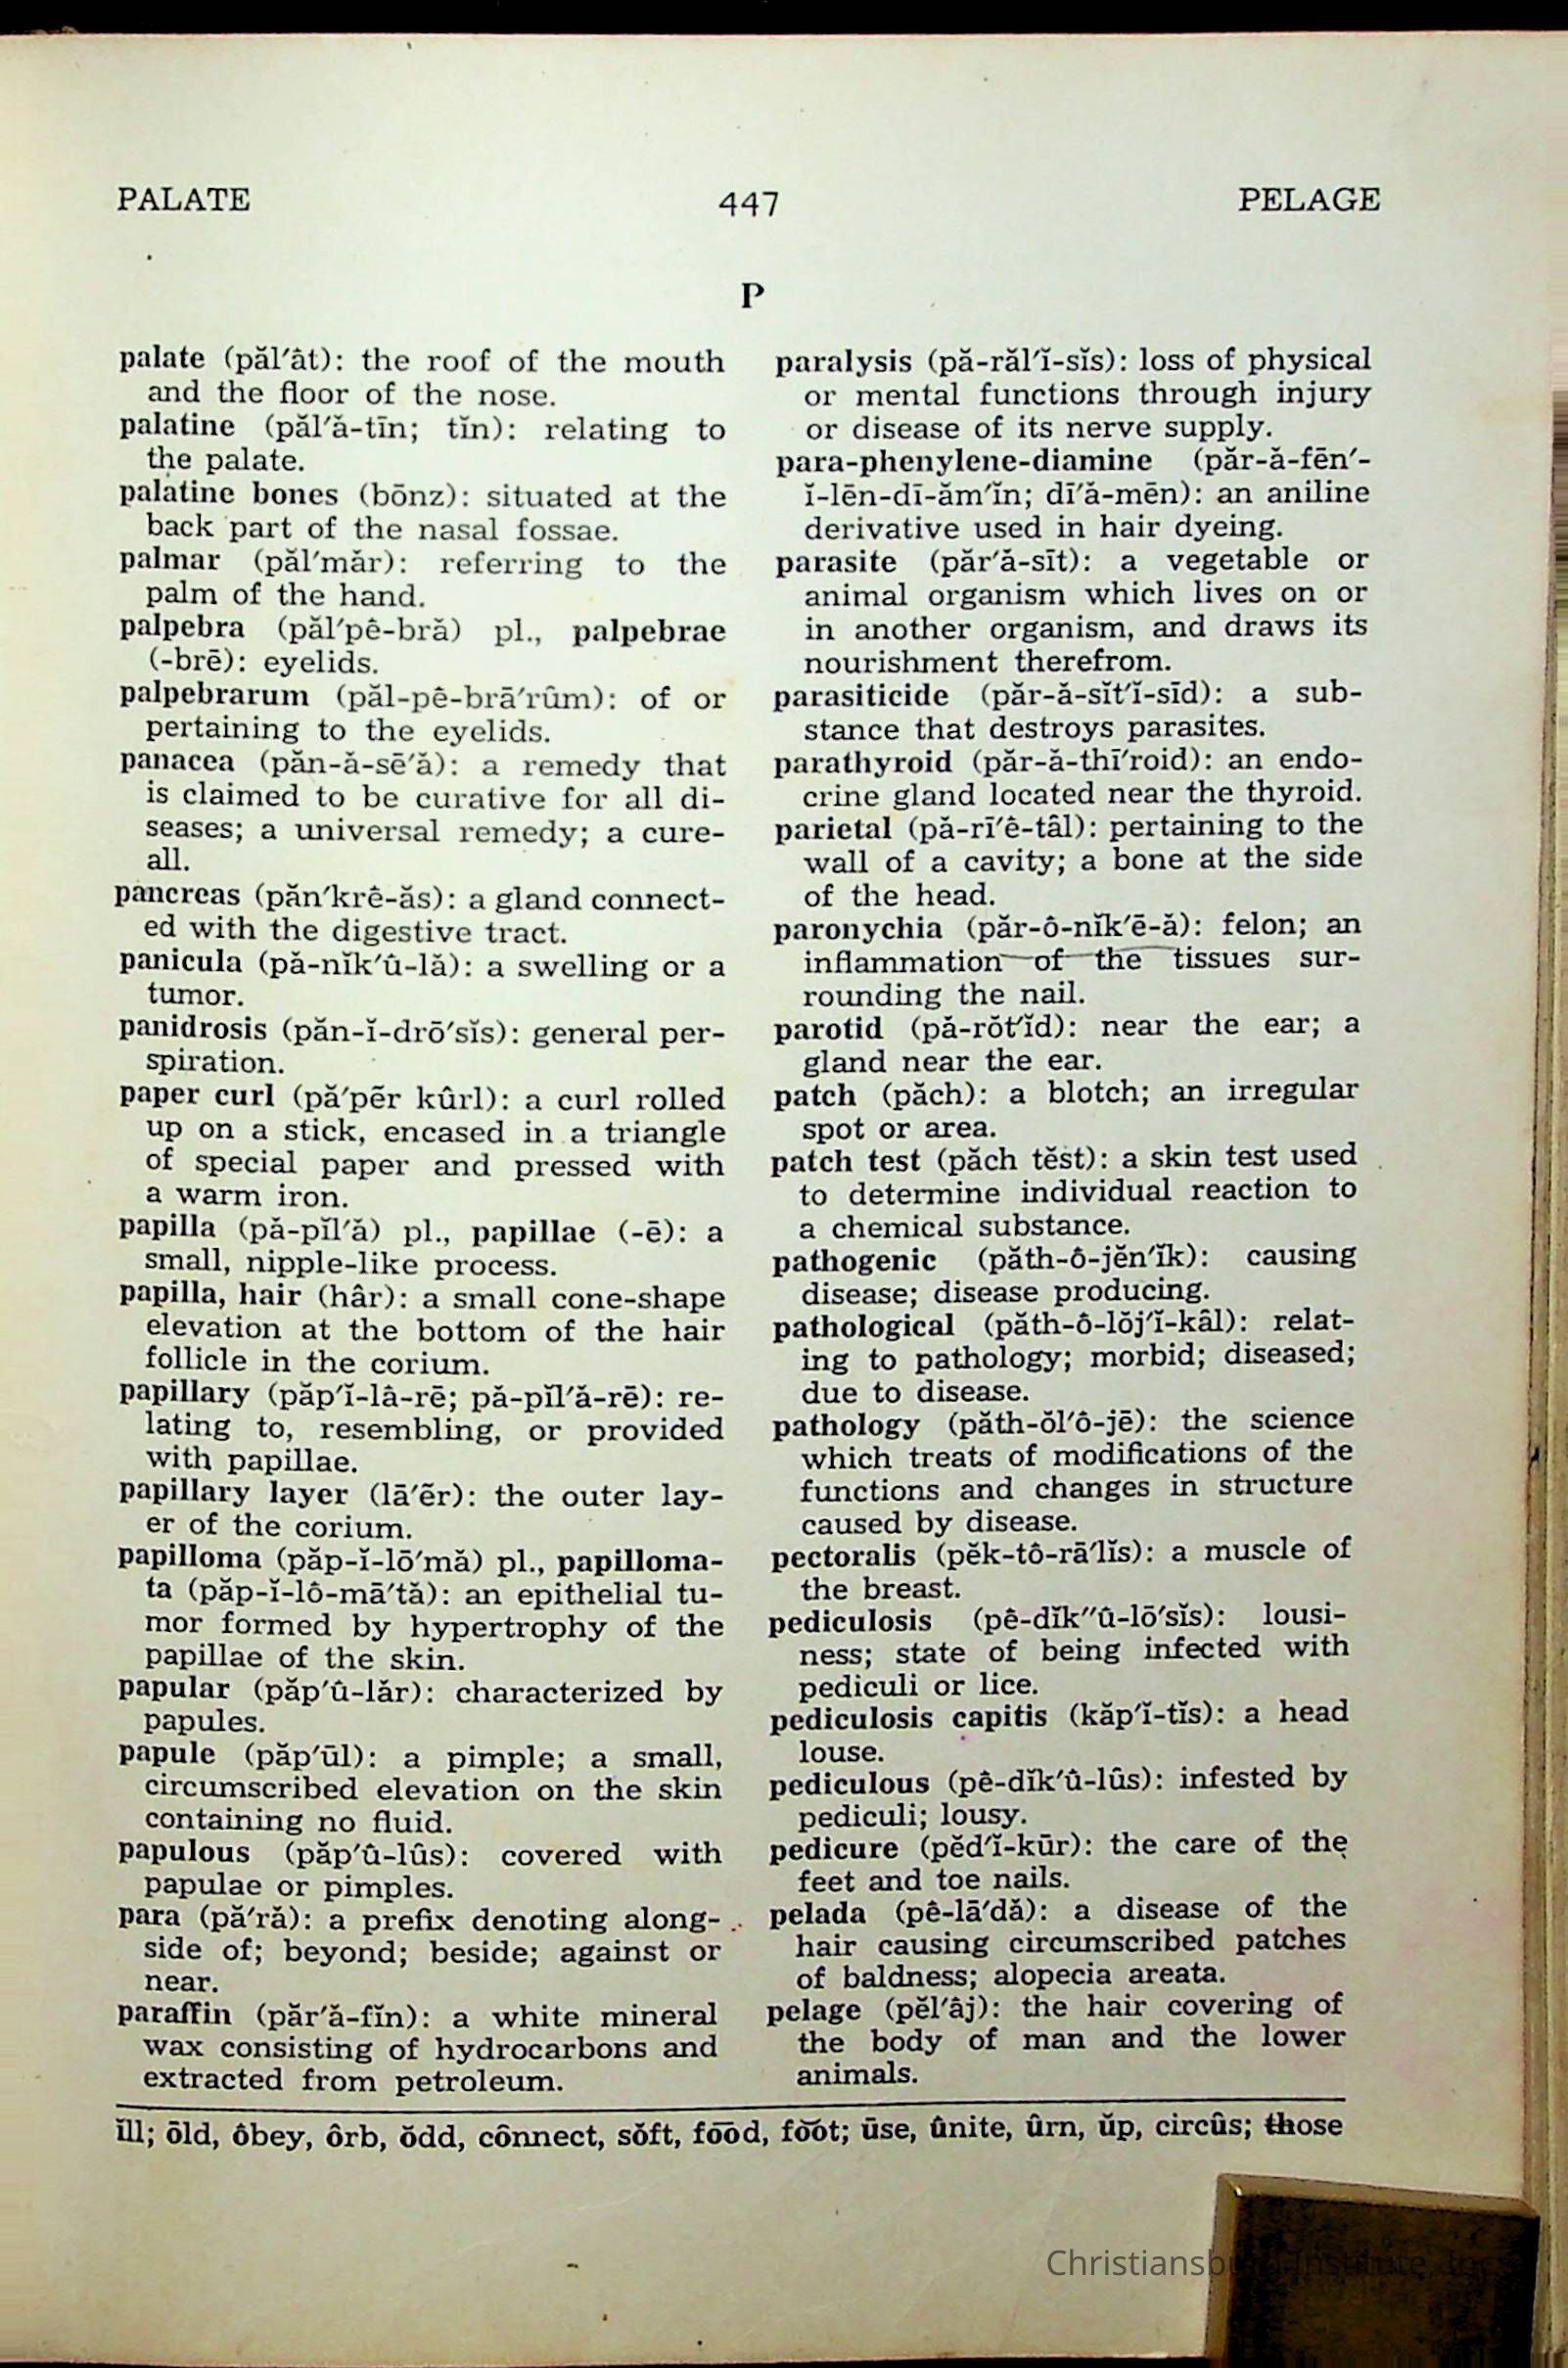 PALATE 447 PELAGE
P
palate (păl′ât): the roof of the mouth
and the floor of the nose.
palatine (păl′ă-tīn; tĭn): relating to
the palate.
palatine bones (bōnz): situated at the
back part of the nasal fossae.
palmar (păl′măr): referring to the
palm of the hand.
palpebra (păl′pê-bră) pl., palpebrae
(-brē): eyelids.
palpebrarum (păl-pê-brā′rûm): of or
pertaining to the eyelids.
panacea (păn-ă-sē′ă): a remedy that
is claimed to be curative for all di-
seases; a universal remedy; a cure-
all.
pancreas (păn′krê-ăs): a gland connect-
ed with the digestive tract.
panicula (pă-nĭk′û-lă): a swelling or a
tumor.
panidrosis (păn-ĭ-drō′sĭs): general per-
spiration.
paper curl (pă′pẽr kûrl): a curl rolled
up on a stick, encased in a triangle
of special paper and pressed with
a warm iron.
papilla (pă-pĭl′ă) pl., papillae (-ē): a
small, nipple-like process.
papilla, hair (hâr): a small cone-shape
elevation at the bottom of the hair
follicle in the corium.
papillary (păp′ĭ-lâ-rē; pă-pĭl′ă-rē): re-
lating to, resembling, or provided
with papillae.
papillary layer (lā′ẽr): the outer lay-
er of the corium.
papilloma (păp-ĭ-lō′mă) pl., papilloma-
ta (păp-ĭ-lô-mā′tă): an epithelial tu-
mor formed by hypertrophy of the
papillae of the skin.
papular (păp′û-lăr): characterized by
papules.
papule (păp′ūl): a pimple; a small,
circumscribed elevation on the skin
containing no fluid.
papulous (păp′û-lûs): covered with
papulae or pimples.
para (pă′ră): a prefix denoting along-
side of; beyond; beside; against or
near.
paraffin (păr′ă-fĭn): a white mineral
wax consisting of hydrocarbons and
extracted from petroleum.
paralysis (pă-răl′ĭ-sĭs): loss of physical
or mental functions through injury
or disease of its nerve supply.
para-phenylene-diamine (păr-ă-fēn′-
ĭ-lēn-dī-ăm′ĭn; dī′ă-mēn): an aniline
derivative used in hair dyeing.
parasite (păr′ă-sīt): a vegetable or
animal organism which lives on or
in another organism, and draws its
nourishment therefrom.
parasiticide (păr-ă-sĭt′ĭ-sīd): a sub-
stance that destroys parasites.
parathyroid (păr-ă-thī′roid): an endo-
crine gland located near the thyroid.
parietal (pă-rī′ê-tâl): pertaining to the
wall of a cavity; a bone at the side
of the head.
paronychia (păr-ô-nĭk′ē-ă): felon; an
inflammation of the tissues sur-
rounding the nail.
parotid (pă-rŏt′ĭd): near the ear; a
gland near the ear.
patch (păch): a blotch; an irregular
spot or area.
patch test (păch tĕst): a skin test used
to determine individual reaction to
a chemical substance.
pathogenic (păth-ô-jĕn′ĭk): causing
disease; disease producing.
pathological (păth-ô-lŏj′ĭ-kâl): relat-
ing to pathology; morbid; diseased;
due to disease.
pathology (păth-ŏl′ô-jē): the science
which treats of modifications of the
functions and changes in structure
caused by disease.
pectoralis (pĕk-tô-rā′lĭs): a muscle of
the breast.
pediculosis (pê-dĭk″û-lō′sĭs): lousi-
ness; state of being infected with
pediculi or lice.
pediculosis capitis (kăp′ĭ-tĭs): a head
louse.
pediculous (pê-dĭk′û-lûs): infested by
pediculi; lousy.
pedicure (pĕd′ĭ-kūr): the care of the
feet and toe nails.
pelada (pê-lā′dă): a disease of the
hair causing circumscribed patches
of baldness; alopecia areata.
pelage (pĕl′âj): the hair covering of
the body of man and the lower
animals.
ĭll; ōld, ôbey, ôrb, ŏdd, cônnect, sŏft, fo͞od, fo͝ot; ūse, ûnite, ûrn, ŭp, circûs; those
Christiansburg Institute, Inc